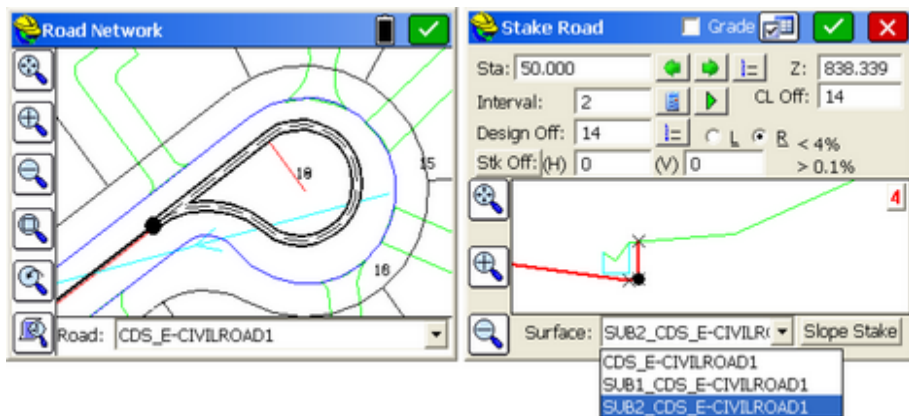 Road Network
18
15
16
Road: CDS_E-CIVILROAD1
Stake Road Grade
Sta: 50.000 Z: 838.339
Interval: 2 CL Off: 14
Design Off: 14 L R < 4%
Stk Off: (H) 0 (V) 0 > 0.1%
4
Surface: SUB2_CDS_E-CIVILR( Slope Stake
CDS_E-CIVILROAD1
SUB1_CDS_E-CIVILROAD1
SUB2_CDS_E-CIVILROAD1